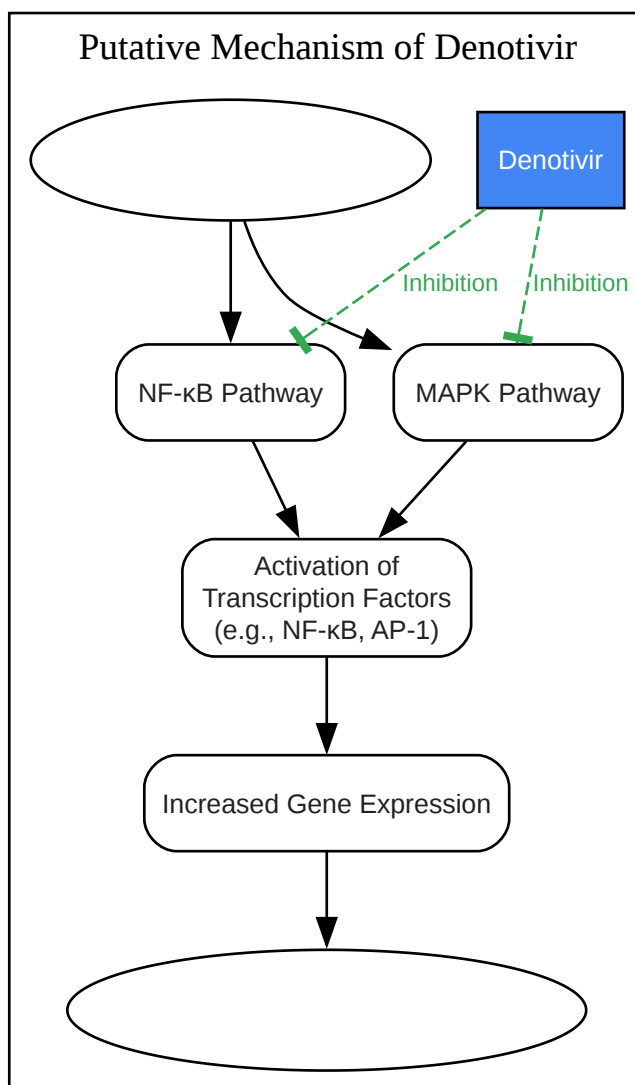 Putative Mechanism of Denotivir
Denotivir
Inhibition
Inhibition
NF-κB Pathway
MAPK Pathway
Activation of
Transcription Factors
(e.g., NF-κB, AP-1)
Increased Gene Expression